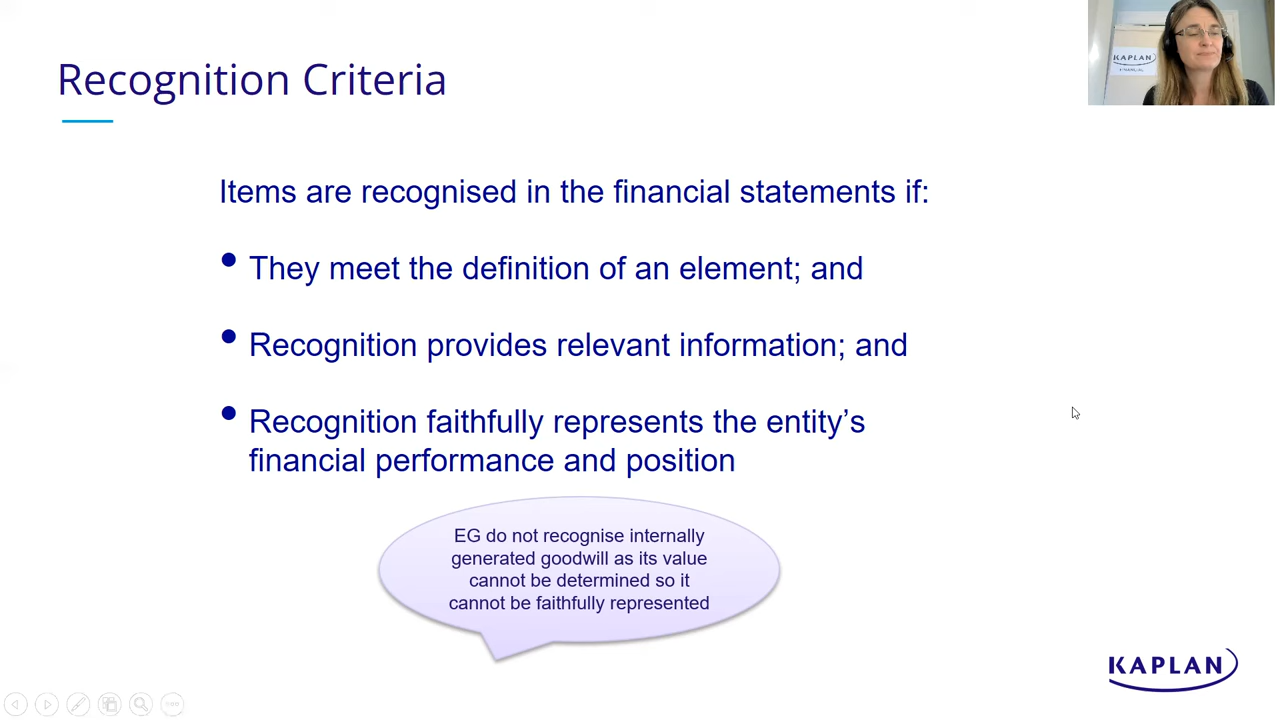 Recognition Criteria
KAPLAN
FINANCIAL
Items are recognised in the financial statements if:
• They meet the definition of an element; and
• Recognition provides relevant information; and
• Recognition faithfully represents the entity’s
financial performance and position
EG do not recognise internally
generated goodwill as its value
cannot be determined so it
cannot be faithfully represented
KAPLAN